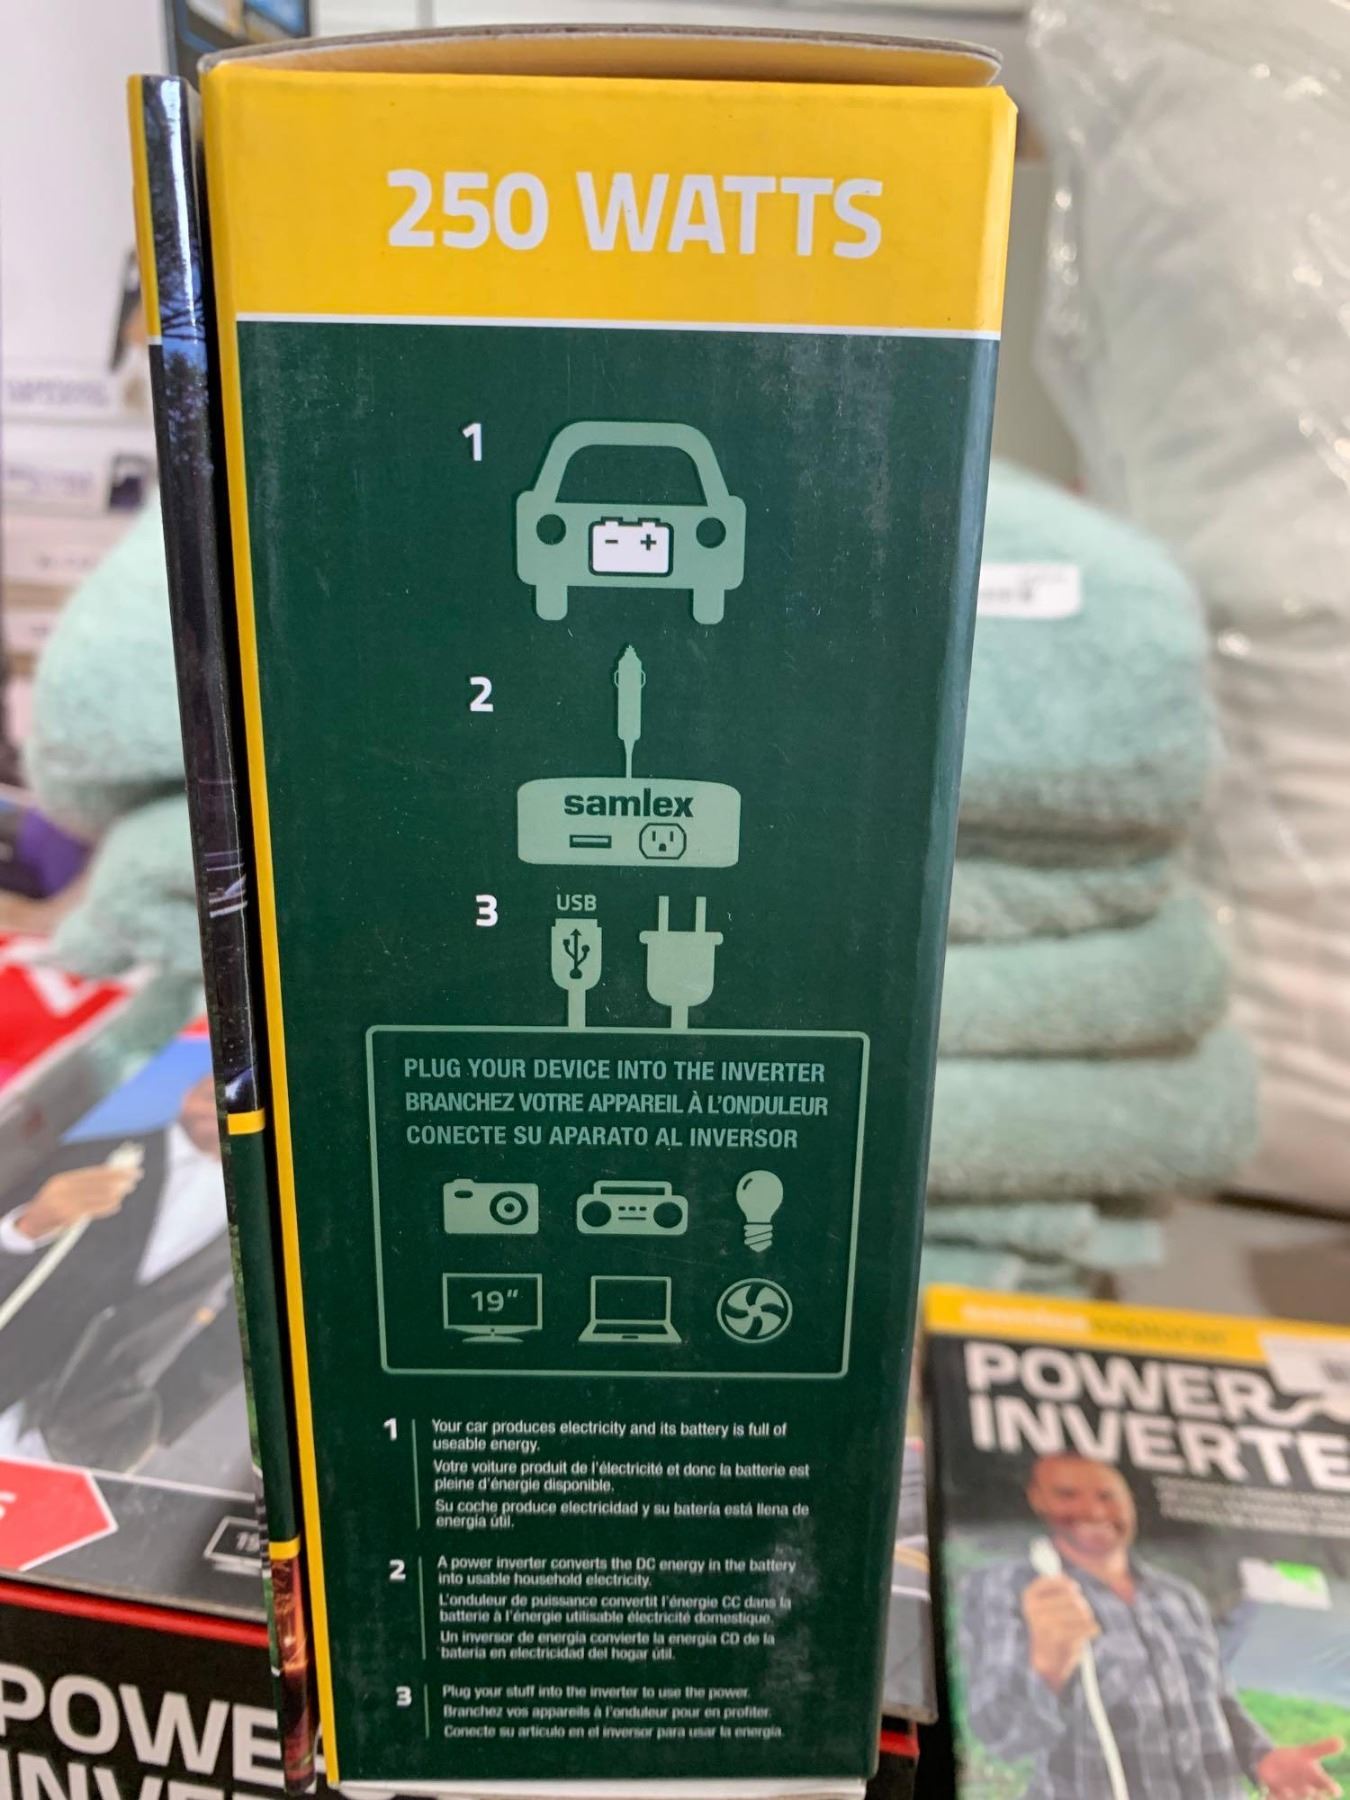 250 WATTS
1
- +
2
samlex
3
USB
PLUG YOUR DEVICE INTO THE INVERTER
BRANCHEZ VOTRE APPAREIL À L'ONDULEUR
CONECTE SU APARATO AL INVERSOR
19"
1
Your car produces electricity and its battery is full of
useable energy.
Votre voiture produit de l'électricité et donc la batterie est
pleine d'énergie disponible.
Su coche produce electricidad y su batería está llena de
energía útil.
2
A power inverter converts the DC energy in the battery
into usable household electricity.
L'onduleur de puissance convertit l'énergie CC dans la
batterie à l'énergie utilisable électricité domestique.
Un inversor de energía convierte la energía CD de la
batería en electricidad del hogar útil.
3
Plug your stuff into the inverter to use the power.
Branchez vos appareils à l'onduleur pour en profiter.
Conecte su artículo en el inversor para usar la energía.
POWER
INVERTE
POWE
INVE